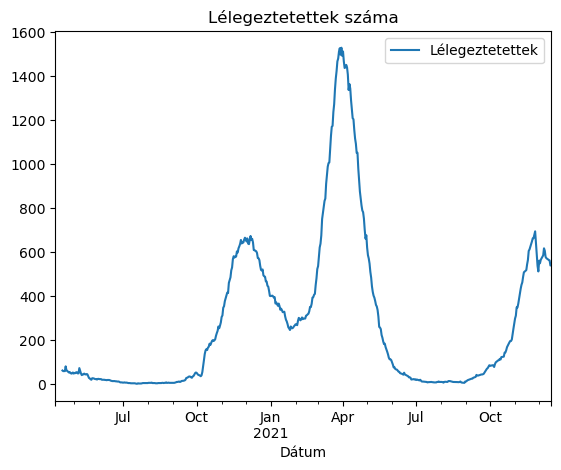 Lélegeztetettek száma
Lélegeztetettek
1600
1400
1200
1000
800
600
400
200
0
Jul
Oct
Jan
2021
Apr
Jul
Oct
Dátum